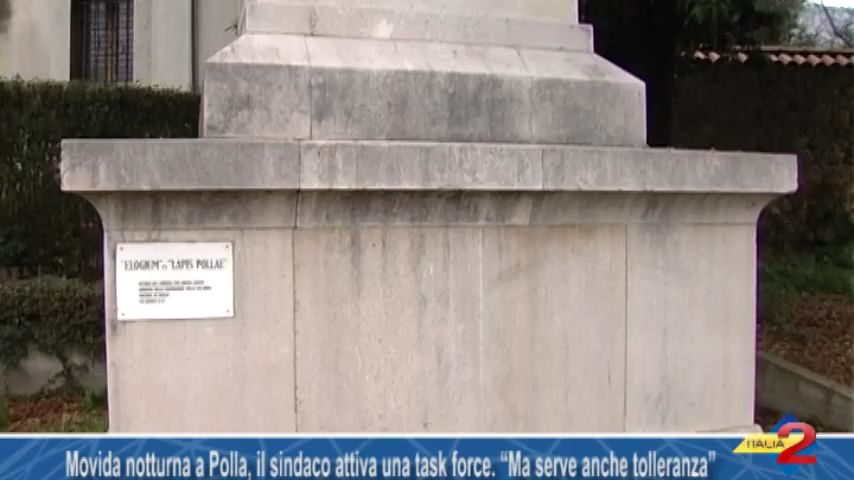 "ELOGIUM" o "LAPIS POLLAE"
ITALIA 2
Movida notturna a Polla, il sindaco attiva una task force. “Ma serve anche tolleranza”